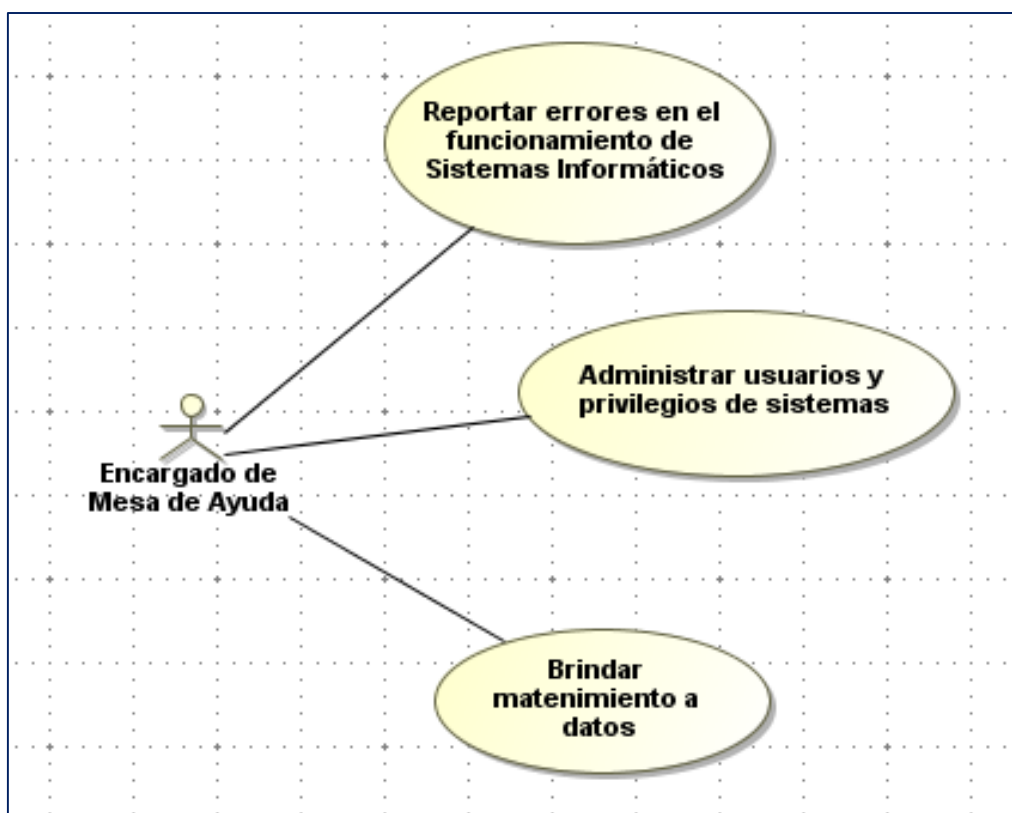 Reportar errores en el
funcionamiento de
Sistemas Informáticos
Administrar usuarios y
privilegios de sistemas
Encargado de
Mesa de Ayuda
Brindar
matenimiento a
datos